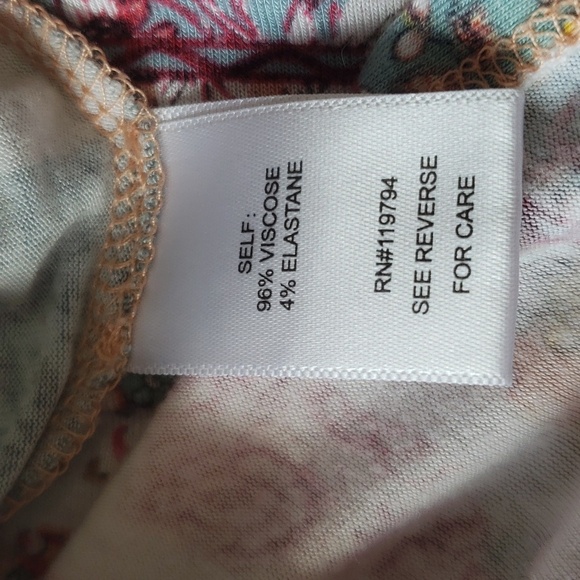 SELF:
96% VISCOSE
4% ELASTANE
RN#119794
SEE REVERSE
FOR CARE